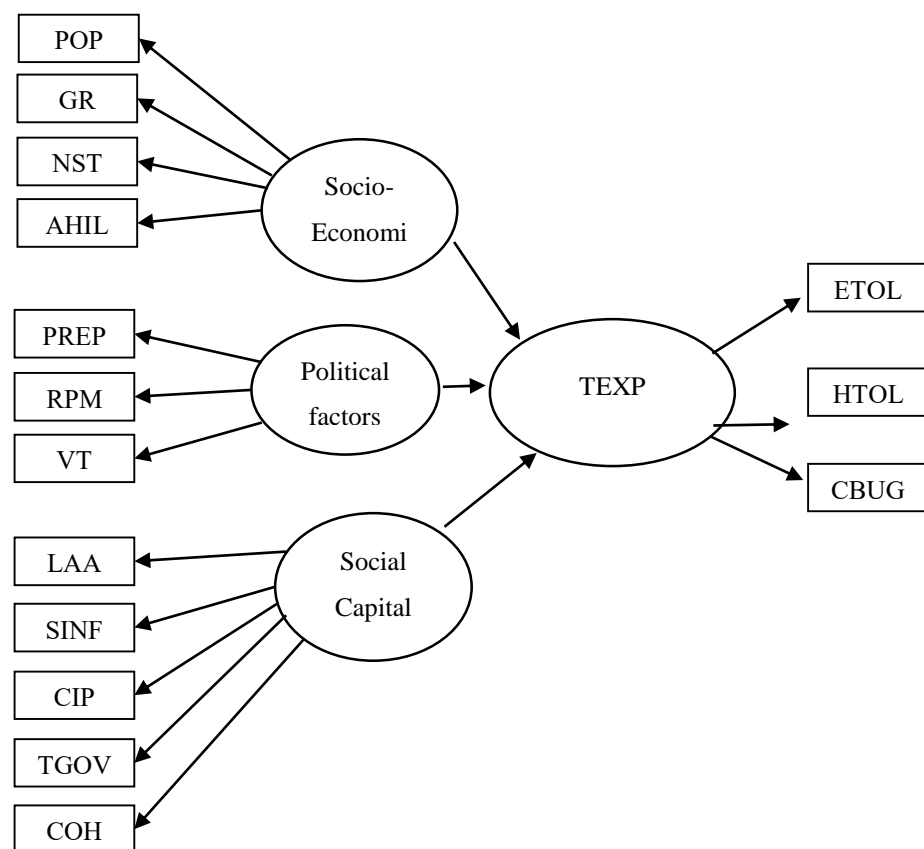 POP
GR
NST
AHIL
Socio-
Economi
PREP
RPM
VT
Political
factors
LAA
SINF
CIP
TGOV
COH
Social
Capital
TEXP
ETOL
HTOL
CBUG